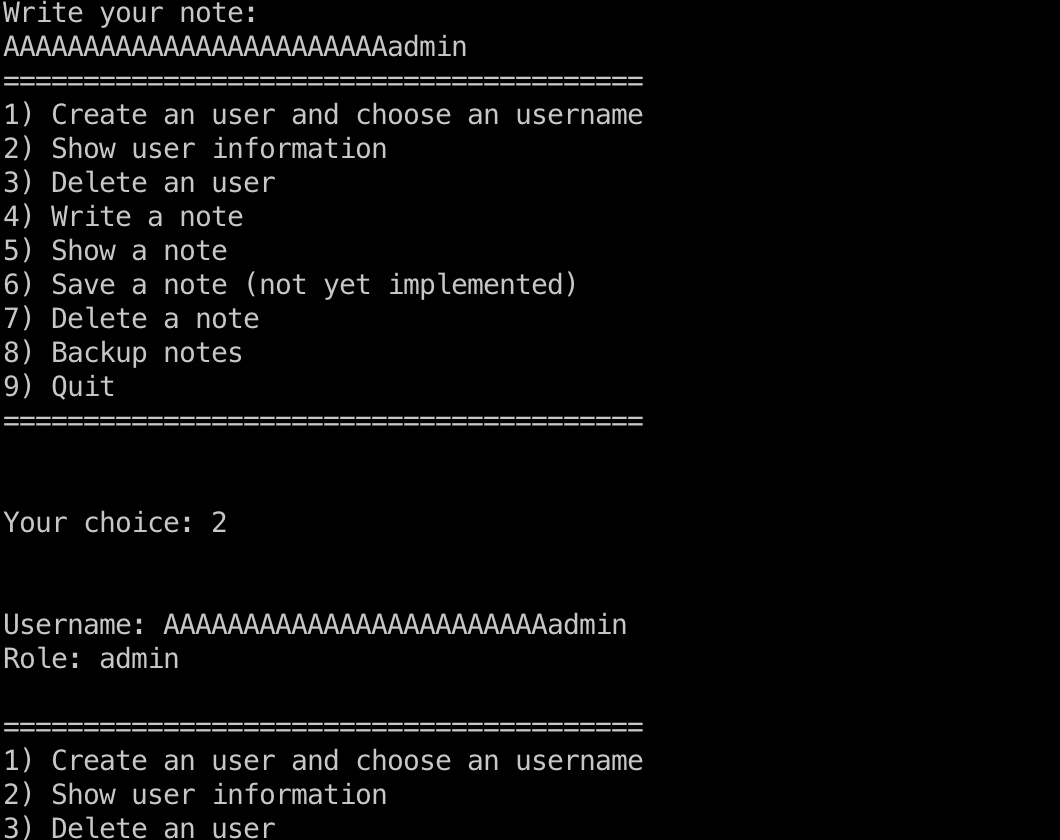 Write your note:
AAAAAAAAAAAAAAAAAAAAAAAAadmin
========================================
1) Create an user and choose an username
2) Show user information
3) Delete an user
4) Write a note
5) Show a note
6) Save a note (not yet implemented)
7) Delete a note
8) Backup notes
9) Quit
========================================
Your choice: 2
Username: AAAAAAAAAAAAAAAAAAAAAAAAadmin
Role: admin
========================================
1) Create an user and choose an username
2) Show user information
3) Delete an user